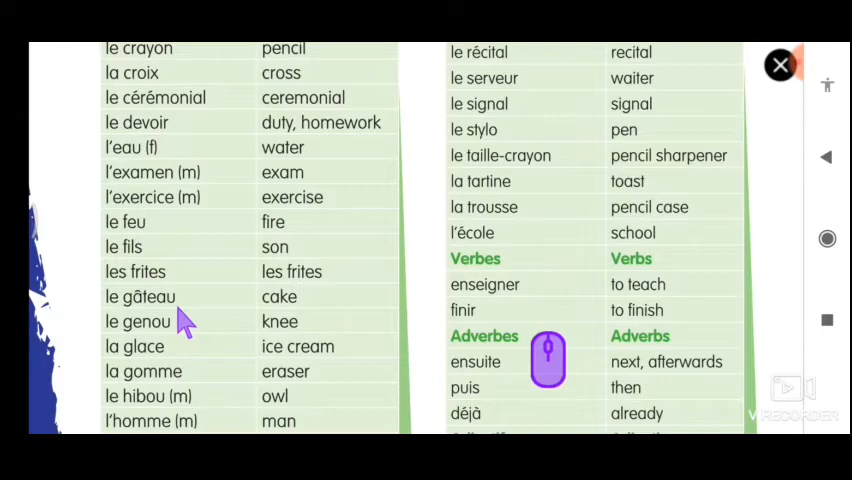 le crayon pencil
la croix cross
le cérémonial ceremonial
le devoir duty, homework
l'eau (f) water
l'examen (m) exam
l'exercice (m) exercise
le feu fire
le fils son
les frites les frites
le gâteau cake
le genou knee
la glace ice cream
la gomme eraser
le hibou (m) owl
l'homme (m) man
le récital recital
le serveur waiter
le signal signal
le stylo pen
le taille-crayon pencil sharpener
la tartine toast
la trousse pencil case
l'école school
Verbes Verbs
enseigner to teach
finir to finish
Adverbes Adverbs
ensuite next, afterwards
puis then
déjà already
V RECORDER